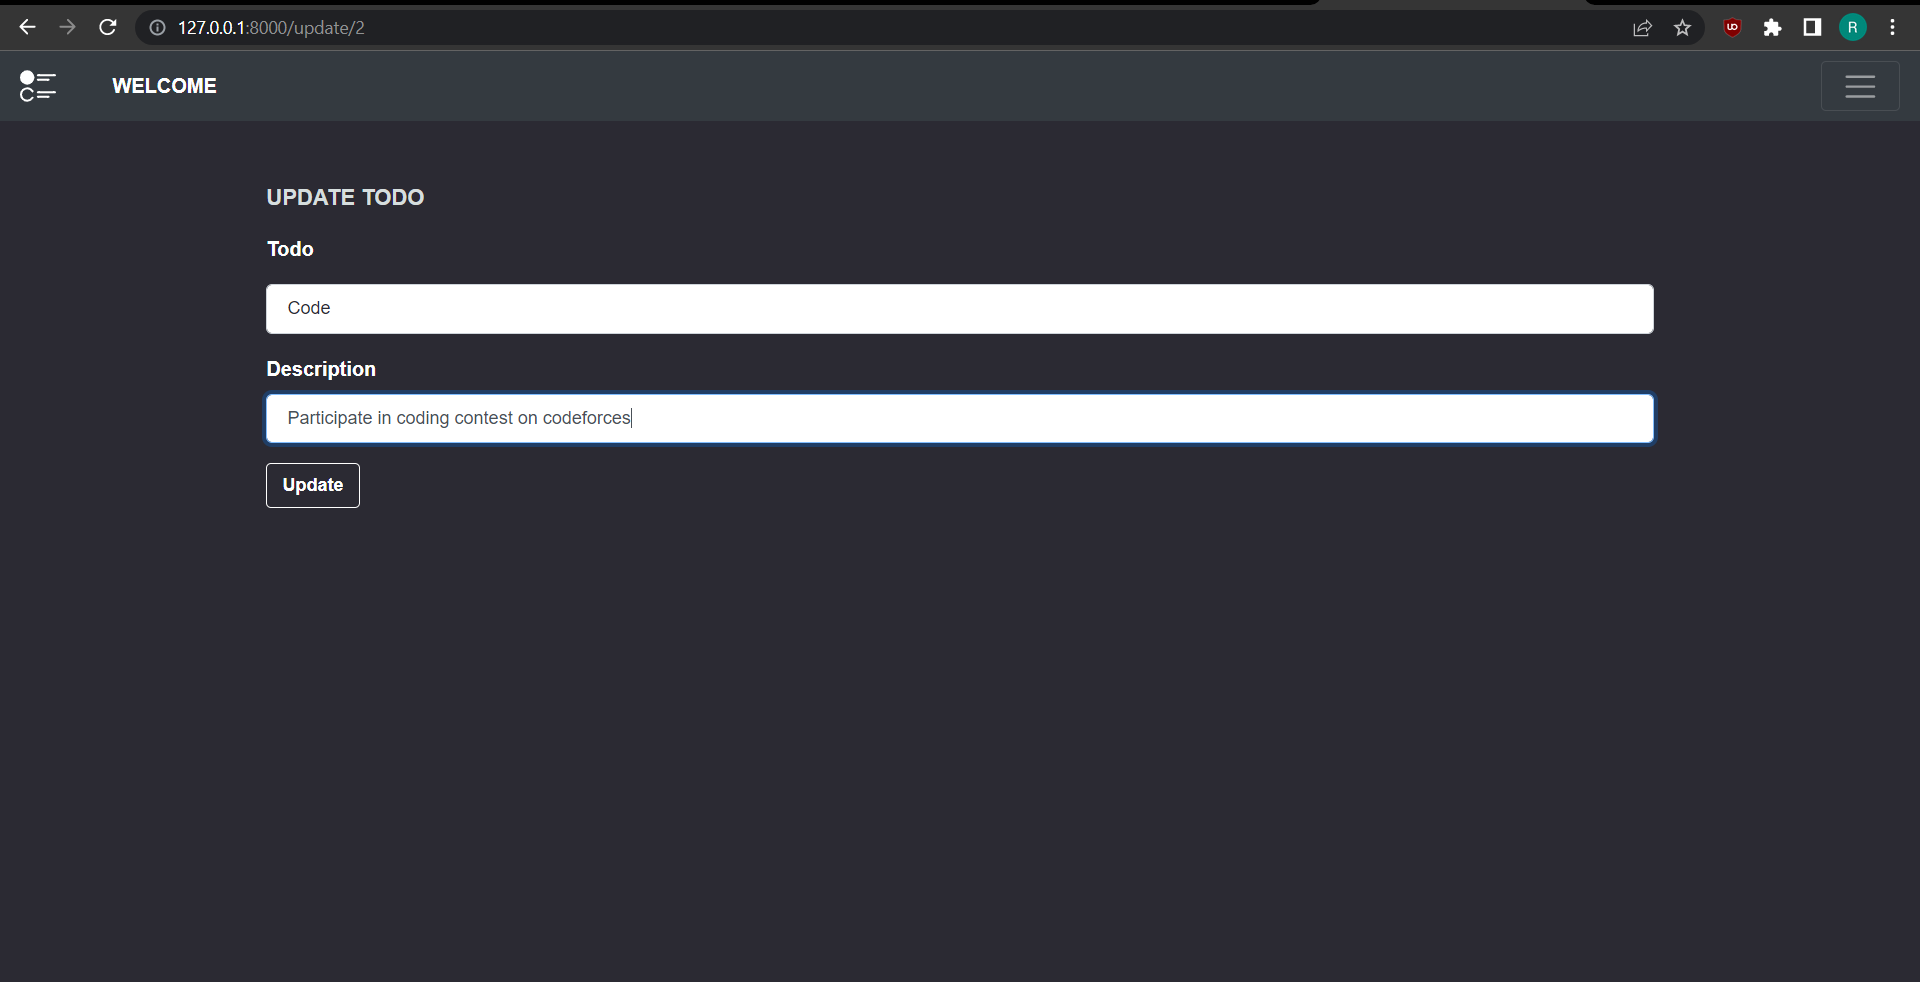 127.0.0.1:8000/update/2
R
WELCOME
UPDATE TODO
Todo
Code
Description
Participate in coding contest on codeforces
Update